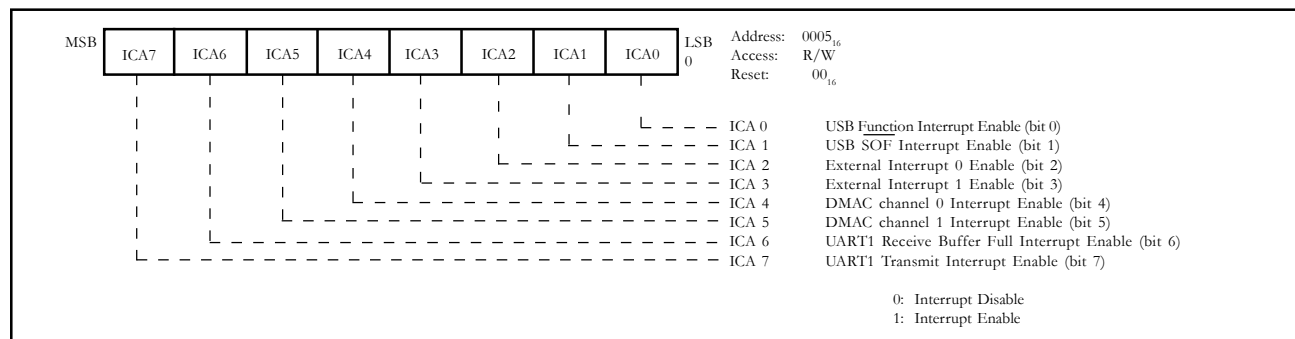 MSB ICA7 ICA6 ICA5 ICA4 ICA3 ICA2 ICA1 ICA0 LSB
0
Address: 0005₁₆
Access: R/W
Reset: 00₁₆
ICA 0 USB Function Interrupt Enable (bit 0)
ICA 1 USB SOF Interrupt Enable (bit 1)
ICA 2 External Interrupt 0 Enable (bit 2)
ICA 3 External Interrupt 1 Enable (bit 3)
ICA 4 DMAC channel 0 Interrupt Enable (bit 4)
ICA 5 DMAC channel 1 Interrupt Enable (bit 5)
ICA 6 UART1 Receive Buffer Full Interrupt Enable (bit 6)
ICA 7 UART1 Transmit Interrupt Enable (bit 7)
0: Interrupt Disable
1: Interrupt Enable